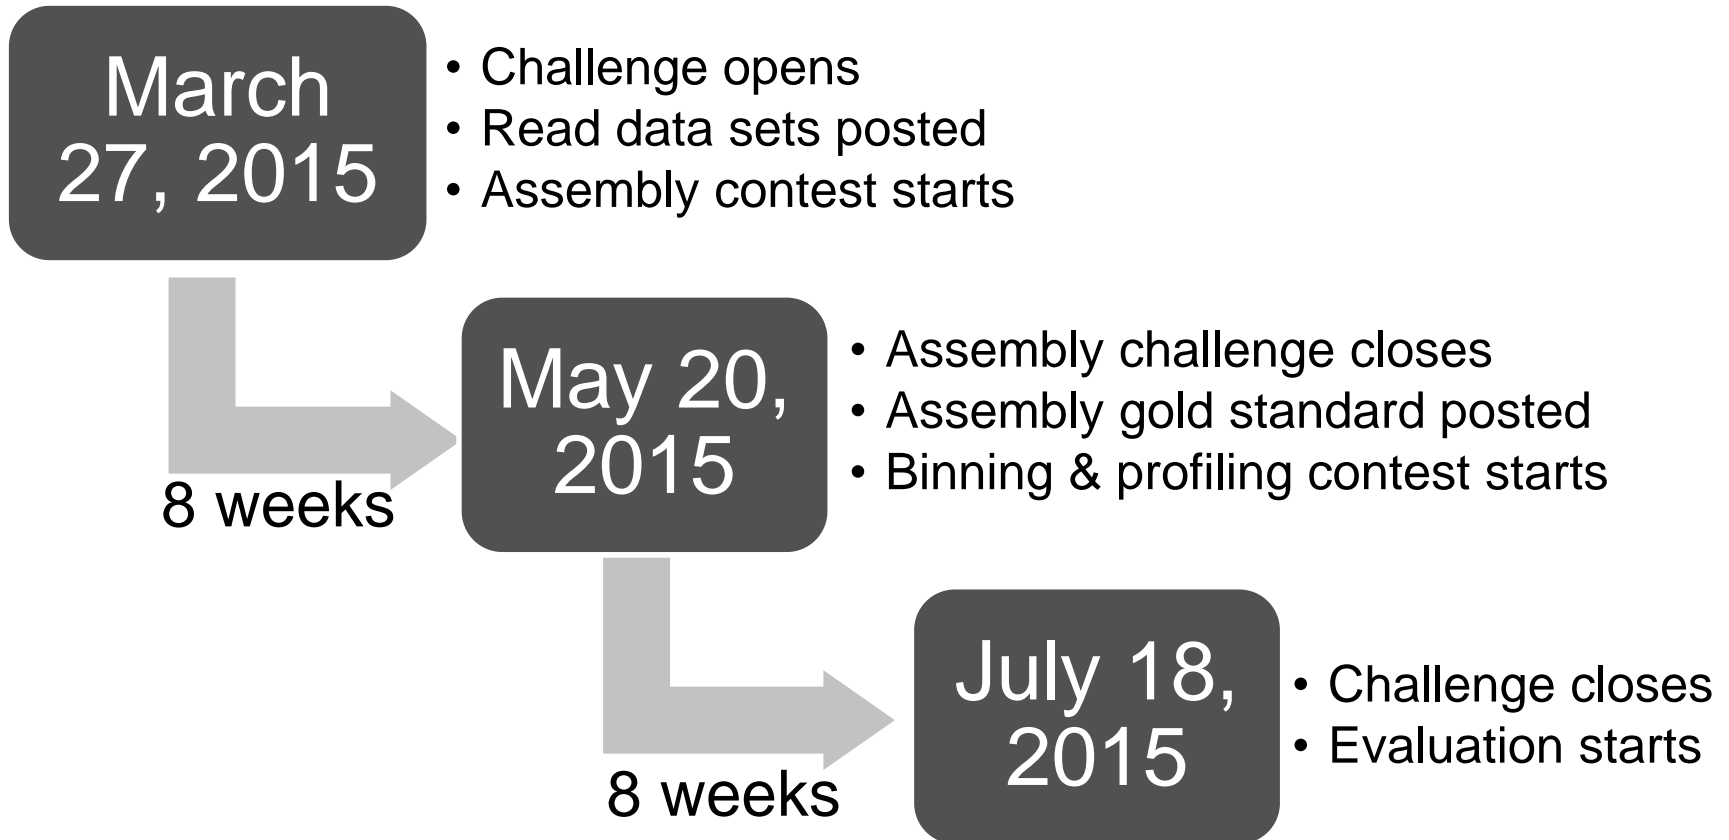 March
27, 2015
• Challenge opens
• Read data sets posted
• Assembly contest starts
8 weeks
May 20,
2015
• Assembly challenge closes
• Assembly gold standard posted
• Binning & profiling contest starts
8 weeks
July 18,
2015
• Challenge closes
• Evaluation starts